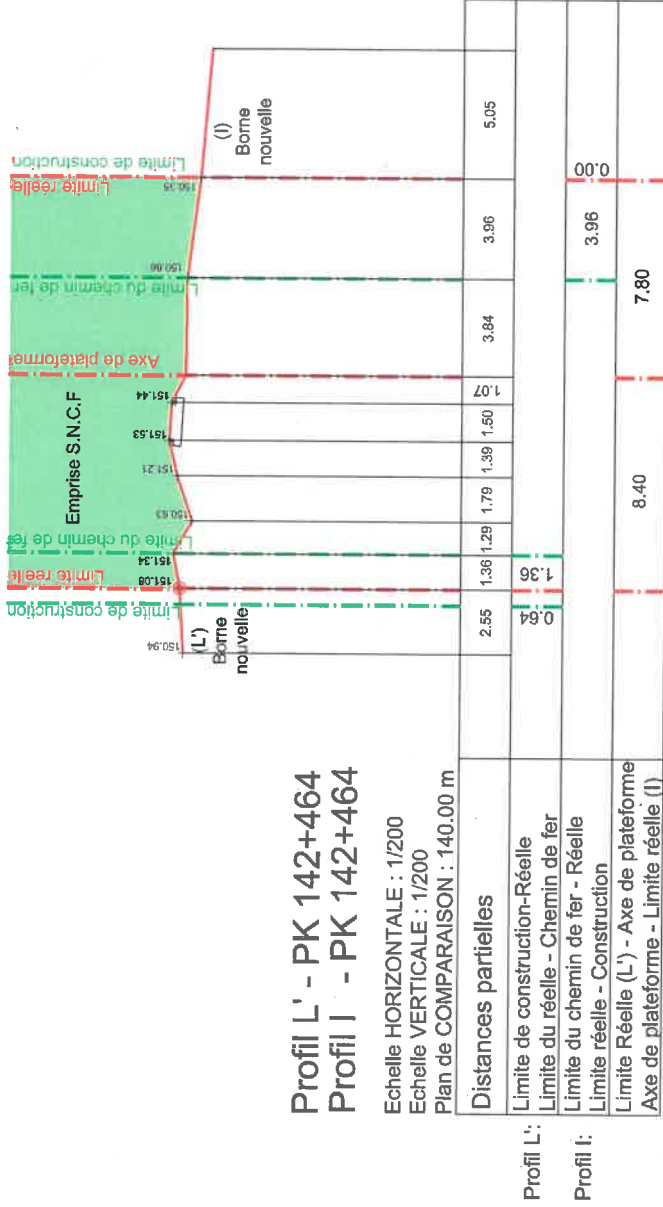 Limite de construction
Limite réelle
Limite du chemin de fer
Emprise S.N.C.F
Axe de plateforme
Limite du chemin de fer
Limite réelle
Limite de construction
150.94
151.08
151.34
150.63
151.21
151.53
151.44
150.66
150.35
(L')
Borne
nouvelle
(I)
Borne
nouvelle
Profil L' - PK 142+464
Profil I - PK 142+464
Echelle HORIZONTALE : 1/200
Echelle VERTICALE : 1/200
Plan de COMPARAISON : 140.00 m
Distances partielles
2.55
1.36
1.29
1.79
1.39
1.50
1.07
3.84
3.96
5.05
Profil L':
Limite de construction-Réelle
Limite du réelle - Chemin de fer
0.64
1.36
Profil I:
Limite du chemin de fer - Réelle
Limite réelle - Construction
3.96
0.00
Limite Réelle (L') - Axe de plateforme
Axe de plateforme - Limite réelle (I)
8.40
7.80